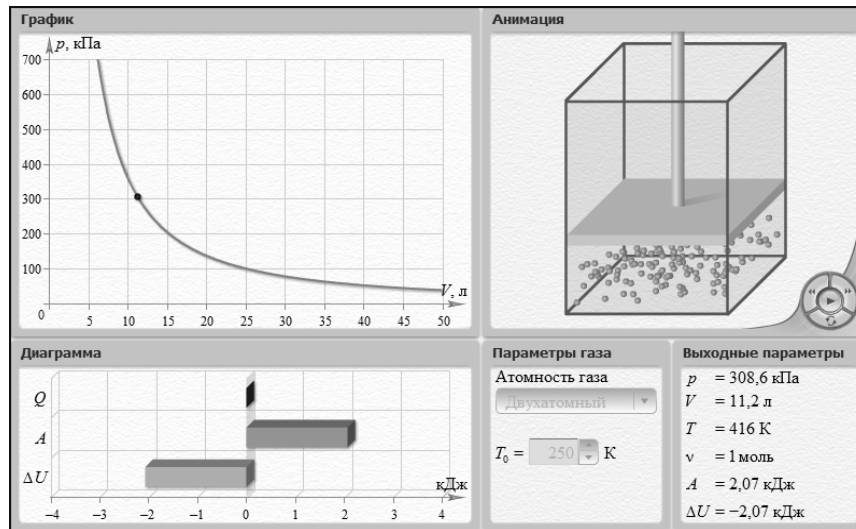 График
p, кПа
700
600
500
400
300
200
100
0
5 10 15 20 25 30 35 40 45 50
V, л
Анимация
Диаграмма
Q
A
ΔU
кДж
−4 −3 −2 −1 0 1 2 3 4
Параметры газа
Атомность газа
Двухатомный
T₀ = 250 К
Выходные параметры
p = 308,6 кПа
V = 11,2 л
T = 416 К
ν = 1 моль
A = 2,07 кДж
ΔU = −2,07 кДж